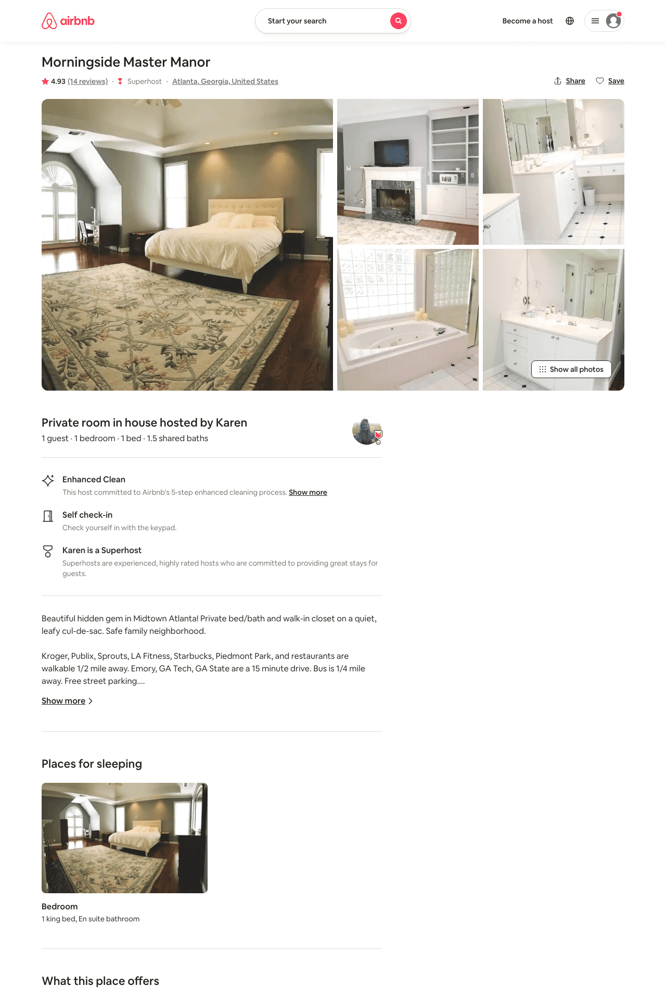 airbnb
Start your search
Become a host
Morningside Master Manor
4.93 (14 reviews) · Superhost · Atlanta, Georgia, United States
Share
Save
Show all photos
Private room in house hosted by Karen
1 guest · 1 bedroom · 1 bed · 1.5 shared baths
Enhanced Clean
This host committed to Airbnb's 5-step enhanced cleaning process. Show more
Self check-in
Check yourself in with the keypad.
Karen is a Superhost
Superhosts are experienced, highly rated hosts who are committed to providing great stays for
guests.
Beautiful hidden gem in Midtown Atlanta! Private bed/bath and walk-in closet on a quiet,
leafy cul-de-sac. Safe family neighborhood.
Kroger, Publix, Sprouts, LA Fitness, Starbucks, Piedmont Park, and restaurants are
walkable 1/2 mile away. Emory, GA Tech, GA State are a 15 minute drive. Bus is 1/4 mile
away. Free street parking....
Show more
Places for sleeping
Bedroom
1 king bed, En suite bathroom
What this place offers